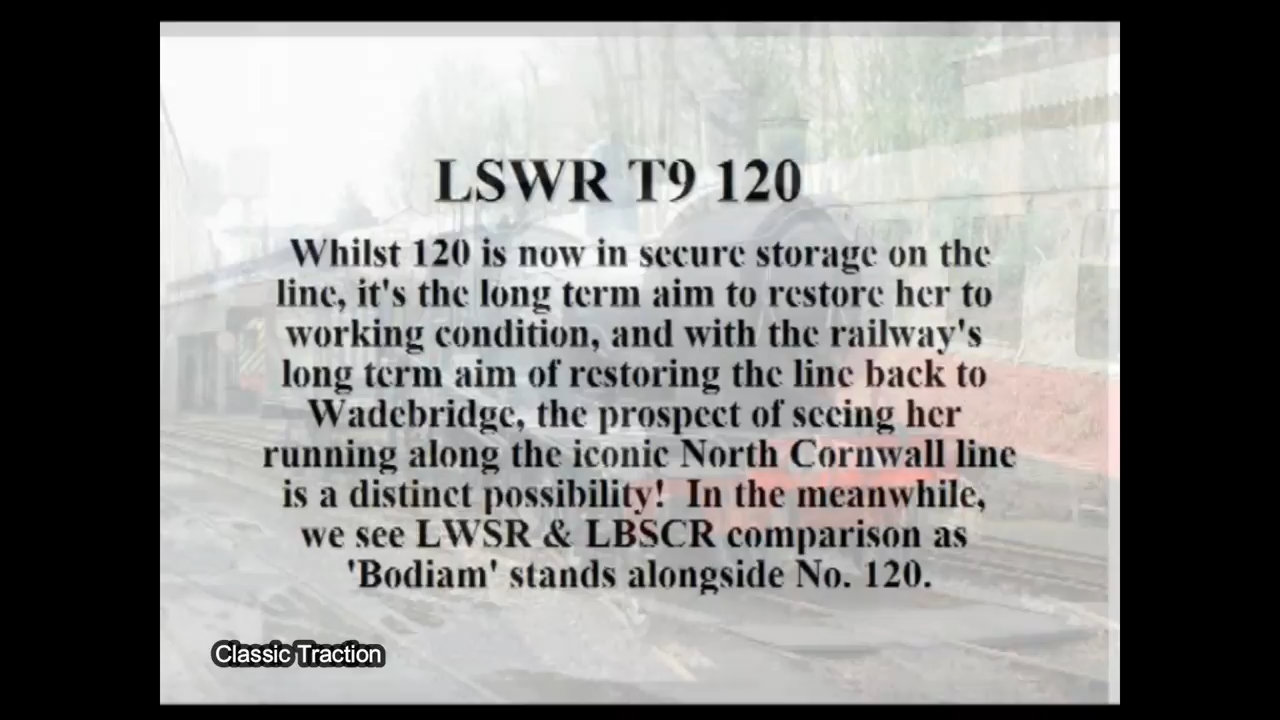 LSWR T9 120
Whilst 120 is now in secure storage on the
line, it's the long term aim to restore her to
working condition, and with the railway's
long term aim of restoring the line back to
Wadebridge, the prospect of seeing her
running along the iconic North Cornwall line
is a distinct possibility!  In the meanwhile,
we see LWSR & LBSCR comparison as
'Bodiam' stands alongside No. 120.
Classic Traction